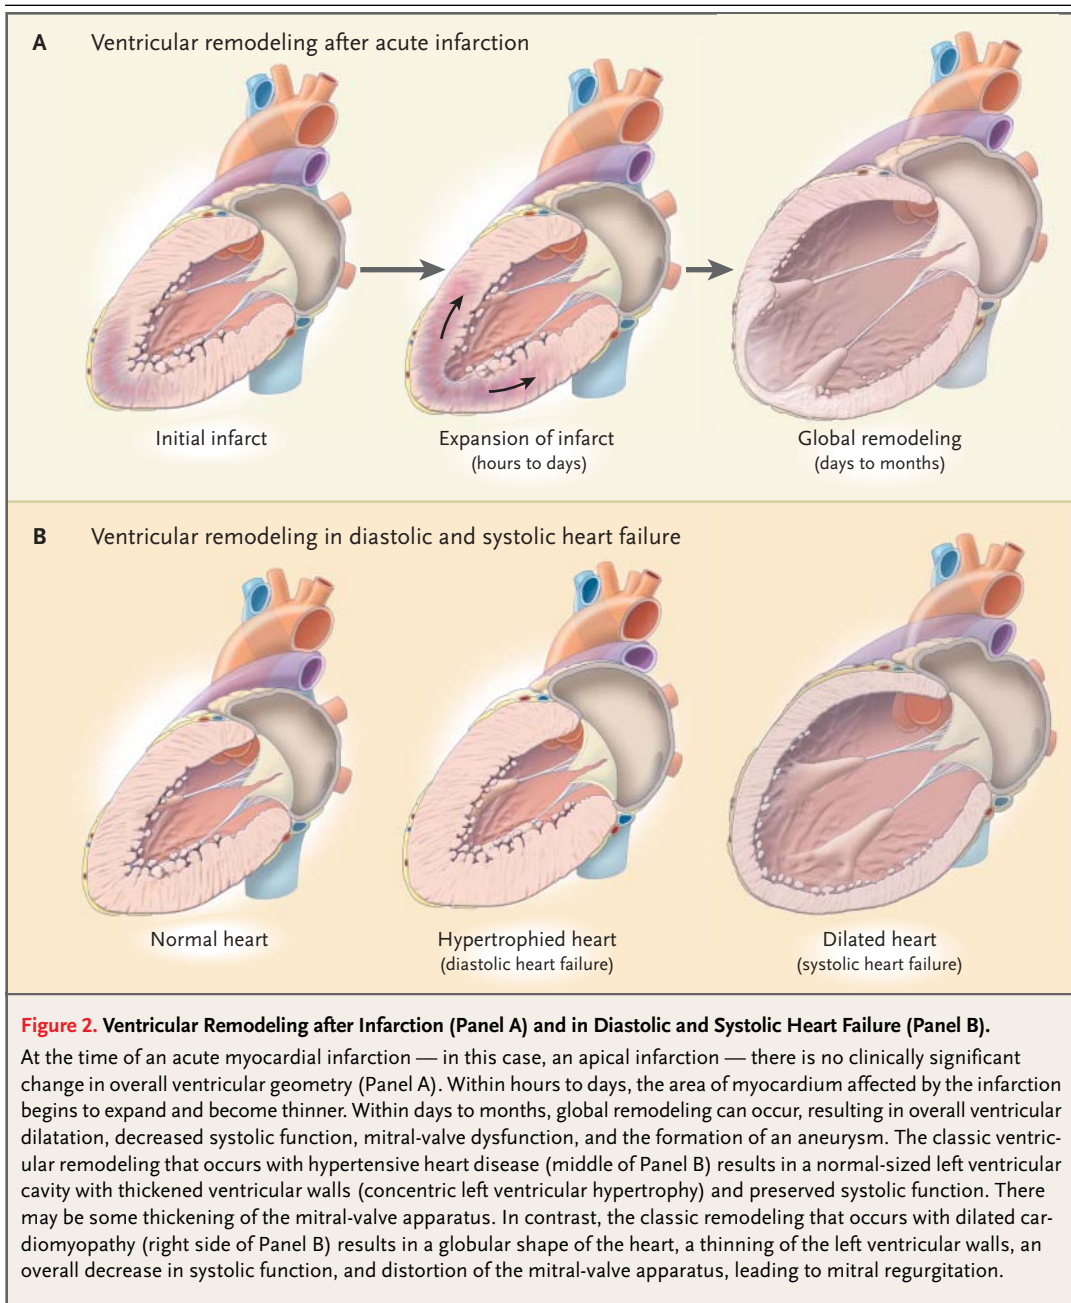 A Ventricular remodeling after acute infarction
Initial infarct
Expansion of infarct
(hours to days)
Global remodeling
(days to months)
B Ventricular remodeling in diastolic and systolic heart failure
Normal heart
Hypertrophied heart
(diastolic heart failure)
Dilated heart
(systolic heart failure)
Figure 2. Ventricular Remodeling after Infarction (Panel A) and in Diastolic and Systolic Heart Failure (Panel B).
At the time of an acute myocardial infarction — in this case, an apical infarction — there is no clinically significant
change in overall ventricular geometry (Panel A). Within hours to days, the area of myocardium affected by the infarction
begins to expand and become thinner. Within days to months, global remodeling can occur, resulting in overall ventricular
dilatation, decreased systolic function, mitral-valve dysfunction, and the formation of an aneurysm. The classic ventric-
ular remodeling that occurs with hypertensive heart disease (middle of Panel B) results in a normal-sized left ventricular
cavity with thickened ventricular walls (concentric left ventricular hypertrophy) and preserved systolic function. There
may be some thickening of the mitral-valve apparatus. In contrast, the classic remodeling that occurs with dilated car-
diomyopathy (right side of Panel B) results in a globular shape of the heart, a thinning of the left ventricular walls, an
overall decrease in systolic function, and distortion of the mitral-valve apparatus, leading to mitral regurgitation.